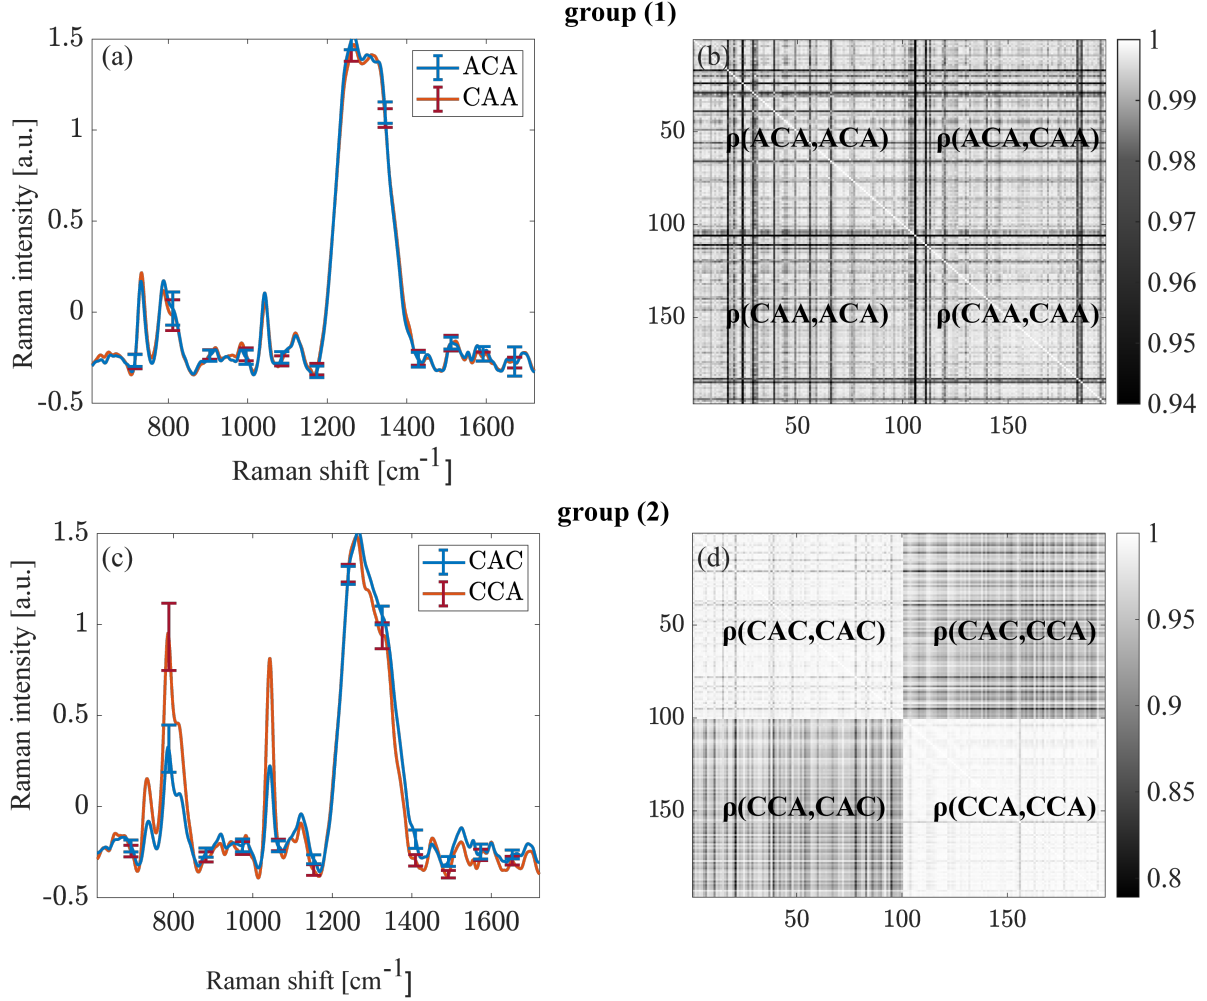 group (1)
(a)
ACA
CAA
1.5
1
0.5
0
-0.5
Raman intensity [a.u.]
800
1000
1200
1400
1600
Raman shift [cm-1]
(b)
ρ(ACA,ACA)
ρ(ACA,CAA)
ρ(CAA,ACA)
ρ(CAA,CAA)
50
100
150
50
100
150
1
0.99
0.98
0.97
0.96
0.95
0.94
group (2)
(c)
CAC
CCA
1.5
1
0.5
0
-0.5
Raman intensity [a.u.]
800
1000
1200
1400
1600
Raman shift [cm-1]
(d)
ρ(CAC,CAC)
ρ(CAC,CCA)
ρ(CCA,CAC)
ρ(CCA,CCA)
50
100
150
50
100
150
1
0.95
0.9
0.85
0.8